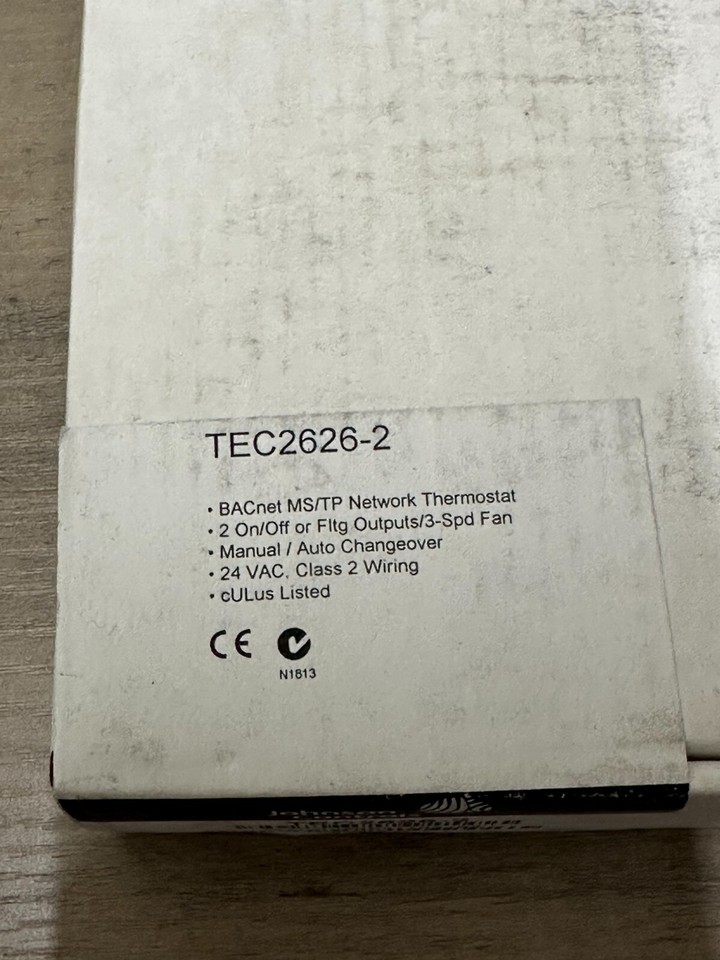 TEC2626-2
• BACnet MS/TP Network Thermostat
• 2 On/Off or Fltg Outputs/3-Spd Fan
• Manual / Auto Changeover
• 24 VAC, Class 2 Wiring
• cULus Listed
CE
N1813
Johnson